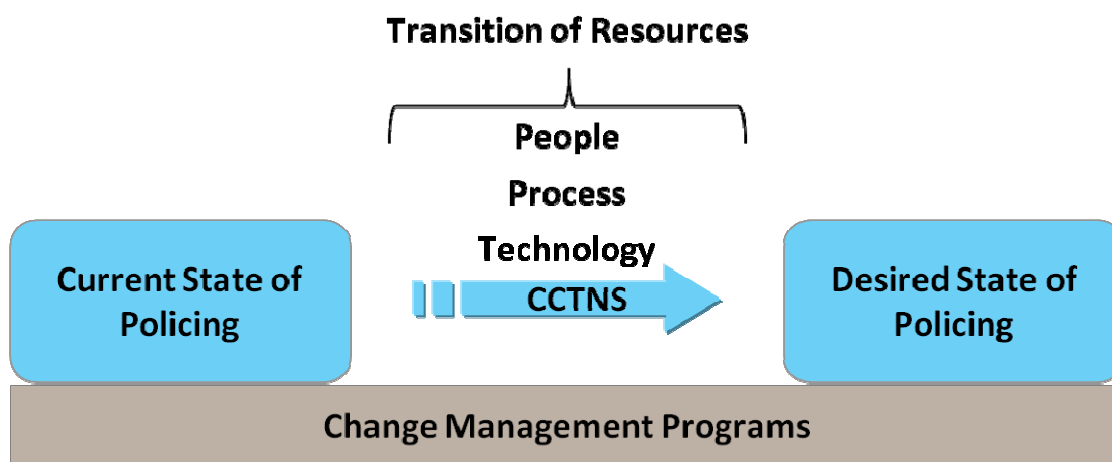 Transition of Resources
People
Process
Technology
CCTNS
Current State of
Policing
Desired State of
Policing
Change Management Programs